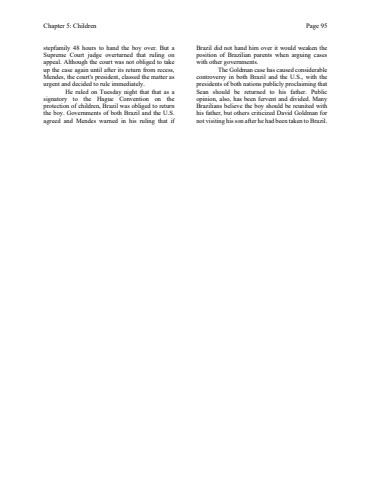 Chapter 5: Children
Page 95
stepfamily 48 hours to hand the boy over. But a
Supreme Court judge overturned that ruling on
appeal. Although the court was not obliged to take
up the case again until after its return from recess,
Mendes, the court's president, classed the matter as
urgent and decided to rule immediately.
He ruled on Tuesday night that that as a
signatory to the Hague Convention on the
protection of children, Brazil was obliged to return
the boy. Governments of both Brazil and the U.S.
agreed and Mendes warned in his ruling that if
Brazil did not hand him over it would weaken the
position of Brazilian parents when arguing cases
with other governments.
The Goldman case has caused considerable
controversy in both Brazil and the U.S., with the
presidents of both nations publicly proclaiming that
Sean should be returned to his father. Public
opinion, also, has been fervent and divided. Many
Brazilians believe the boy should be reunited with
his father, but others criticized David Goldman for
not visiting his son after he had been taken to Brazil.